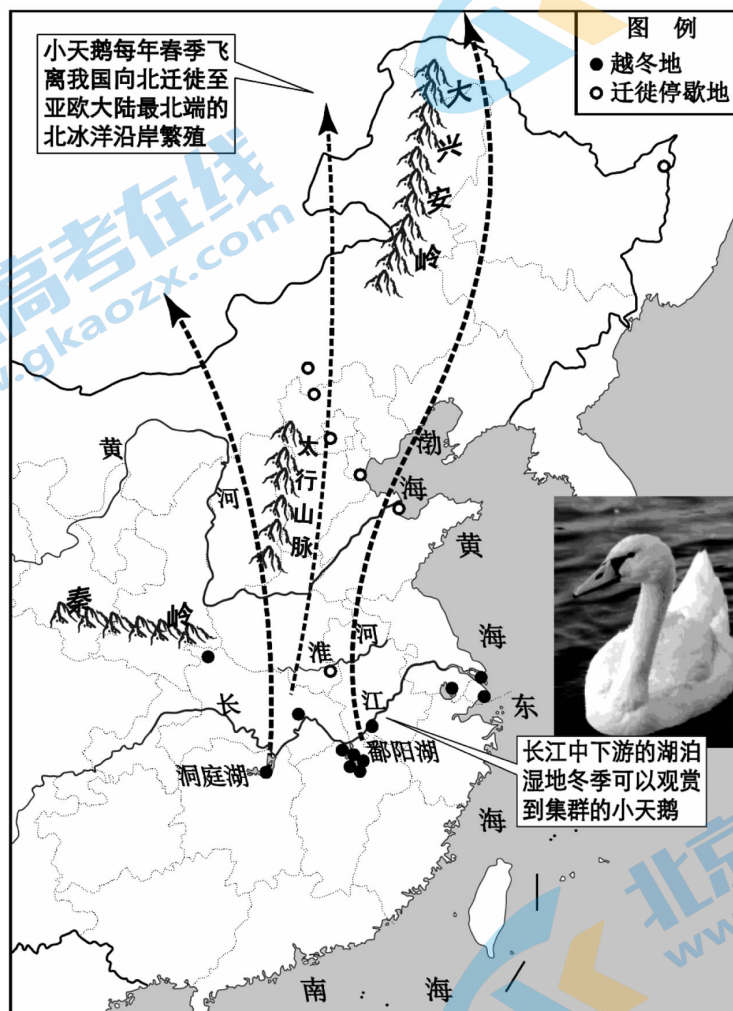 小天鹅每年春季飞
离我国向北迁徙至
亚欧大陆最北端的
北冰洋沿岸繁殖
图 例
越冬地
迁徙停歇地
大兴安岭
高考在线
www.gkaozx.com
黄河
太行山脉
渤海
黄海
秦岭
淮河
长江
东海
洞庭湖
鄱阳湖
长江中下游的湖泊
湿地冬季可以观赏
到集群的小天鹅
北京
南海